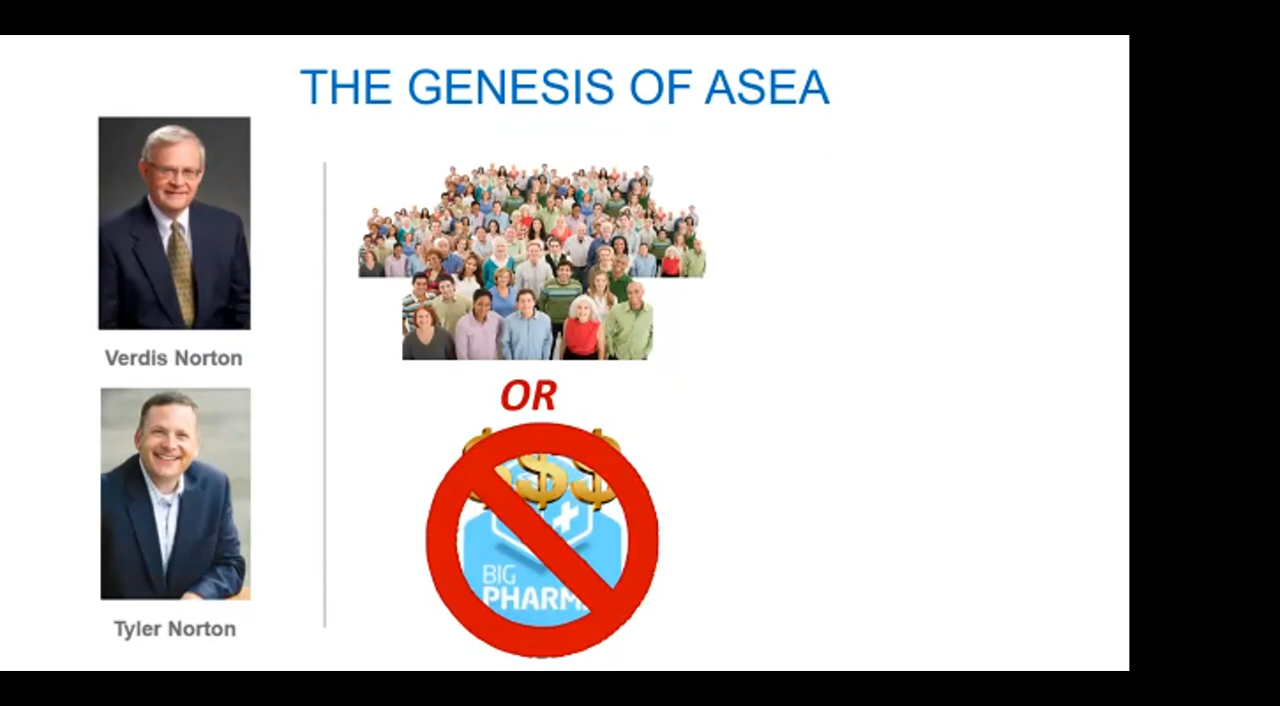 THE GENESIS OF ASEA
Verdis Norton
OR
$$$
BIG
PHARM
Tyler Norton